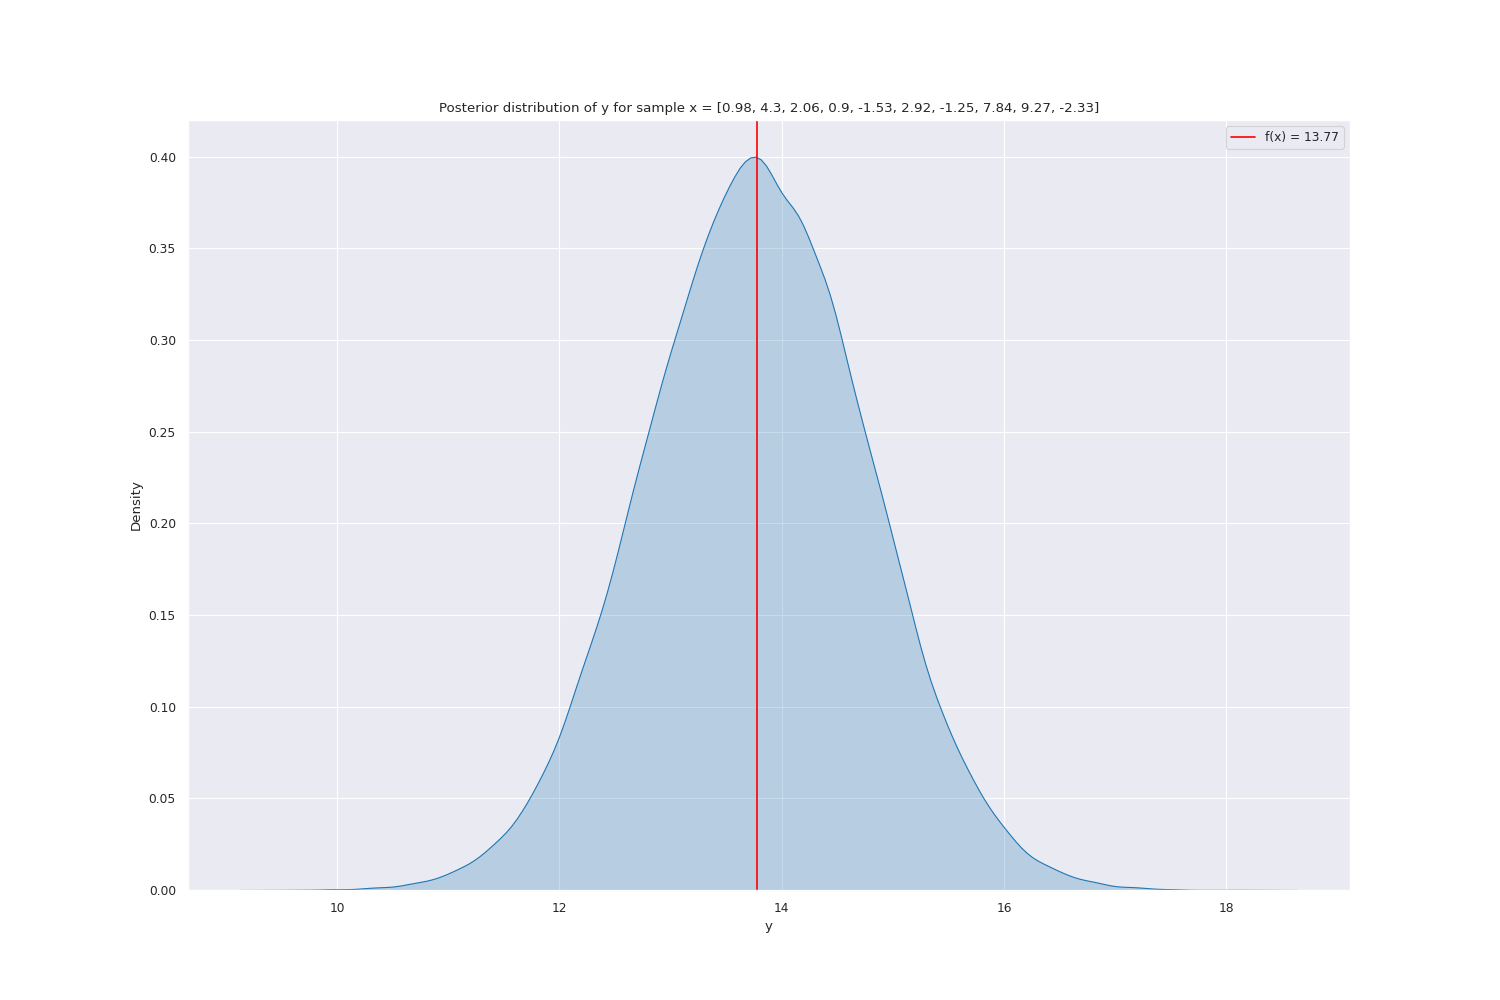 Posterior distribution of y for sample x = [0.98, 4.3, 2.06, 0.9, -1.53, 2.92, -1.25, 7.84, 9.27, -2.33]
f(x) = 13.77
0.40
0.35
0.30
0.25
0.20
0.15
0.10
0.05
0.00
Density
10 12 14 16 18
y